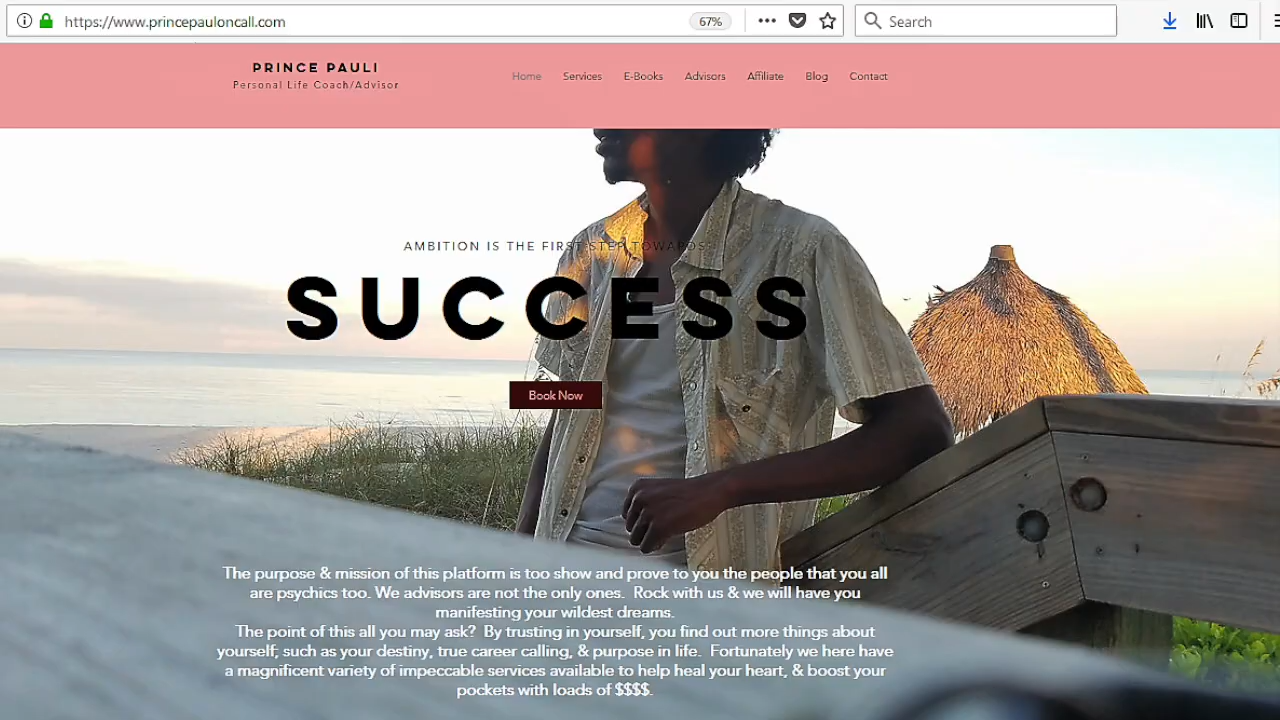 https://www.princepauloncall.com
67%
Search
PRINCE PAULI
Personal Life Coach/Advisor
Home Services E-Books Advisors Affiliate Blog Contact
AMBITION IS THE FIRST STEP TOWARDS
SUCCESS
Book Now
The purpose & mission of this platform is too show and prove to you the people that you all
are psychics too. We advisors are not the only ones. Rock with us & we will have you
manifesting your wildest dreams.
The point of this all you may ask? By trusting in yourself, you find out more things about
yourself; such as your destiny, true career calling, & purpose in life. Fortunately we here have
a magnificent variety of impeccable services available to help heal your heart, & boost your
pockets with loads of $$$$.